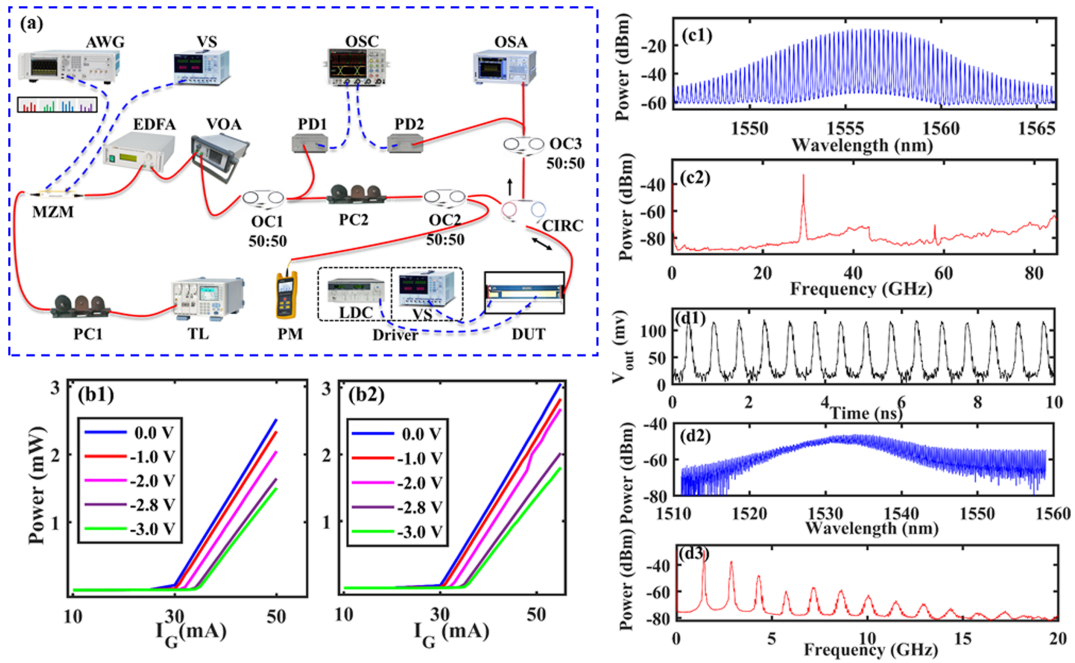 (a)
AWG
VS
OSC
OSA
EDFA
VOA
PD1
PD2
OC3
50:50
MZM
OC1
50:50
PC2
OC2
50:50
CIRC
PC1
TL
PM
LDC
VS
Driver
DUT
(b1)
0.0 V
-1.0 V
-2.0 V
-2.8 V
-3.0 V
Power (mW)
3
2
1
10
30
50
I_G(mA)
(b2)
0.0 V
-1.0 V
-2.0 V
-2.8 V
-3.0 V
3
2
1
10
30
50
I_G(mA)
(c1)
Power (dBm)
-20
-40
-60
1550
1555
1560
1565
Wavelength (nm)
(c2)
Power (dBm)
-40
-60
-80
0
20
40
60
80
Frequency (GHz)
(d1)
V_out (mv)
100
50
0
0
2
4
6
8
10
Time (ns)
(d2)
Power (dBm)
-40
-60
-80
1510
1520
1530
1540
1550
1560
Wavelength (nm)
(d3)
Power (dBm)
-40
-60
-80
0
5
10
15
20
Frequency (GHz)